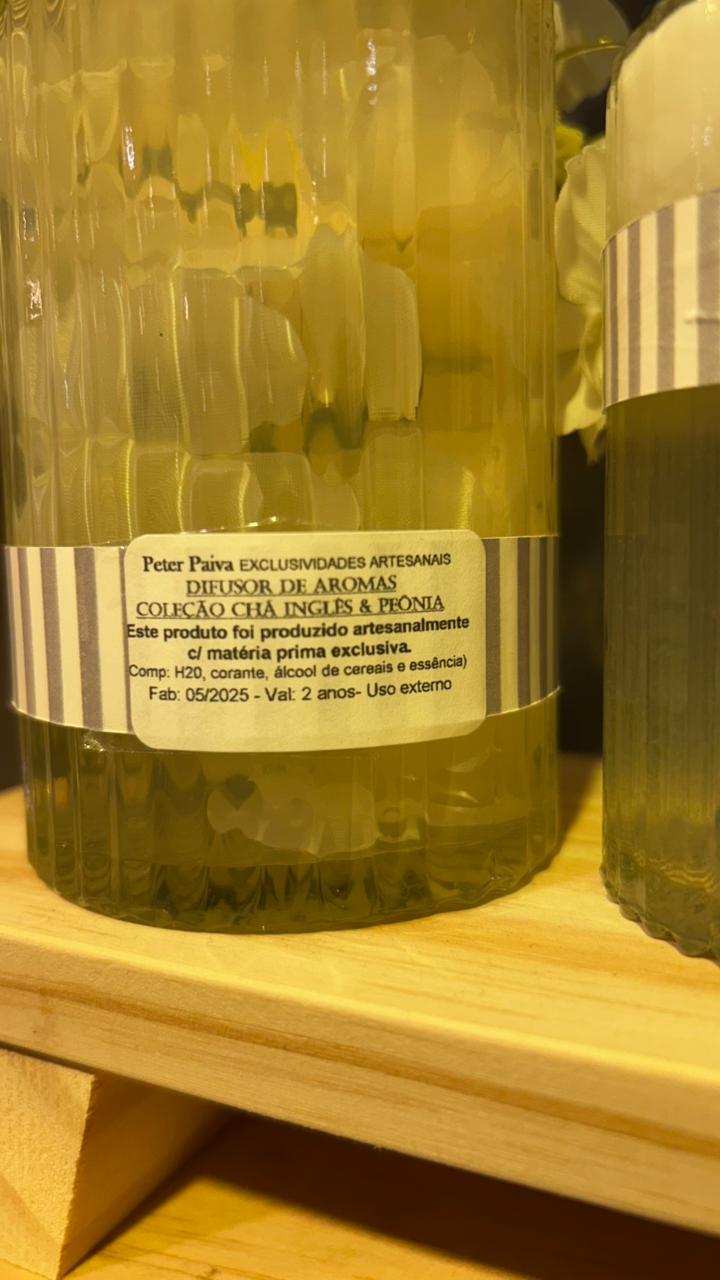 Peter Paiva EXCLUSIVIDADES ARTESANAIS
DIFUSOR DE AROMAS
COLEÇÃO CHÁ INGLÊS & PEÔNIA
Este produto foi produzido artesanalmente
c/ matéria prima exclusiva.
Comp: H20, corante, álcool de cereais e essência)
Fab: 05/2025 - Val: 2 anos- Uso externo